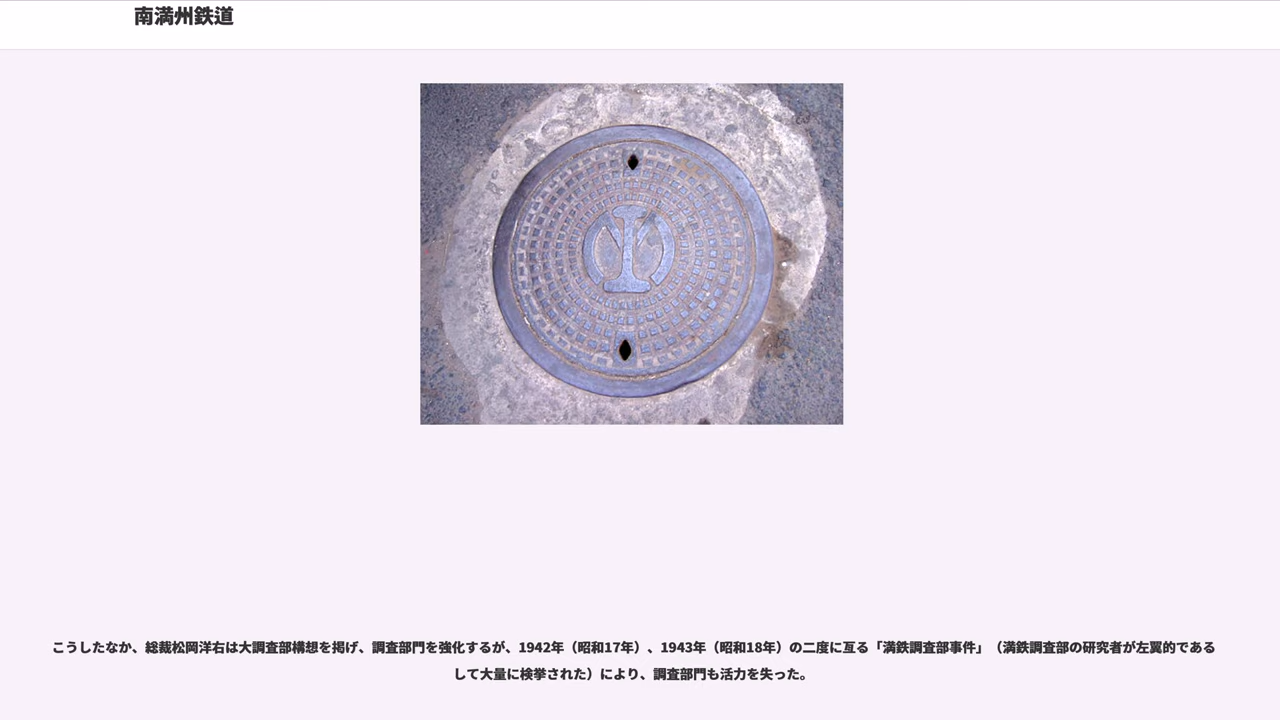 南満州鉄道
こうしたなか、総裁松岡洋右は大調査部構想を掲げ、調査部門を強化するが、1942年（昭和17年）、1943年（昭和18年）の二度に亙る「満鉄調査部事件」（満鉄調査部の研究者が左翼的である
して大量に検挙された）により、調査部門も活力を失った。